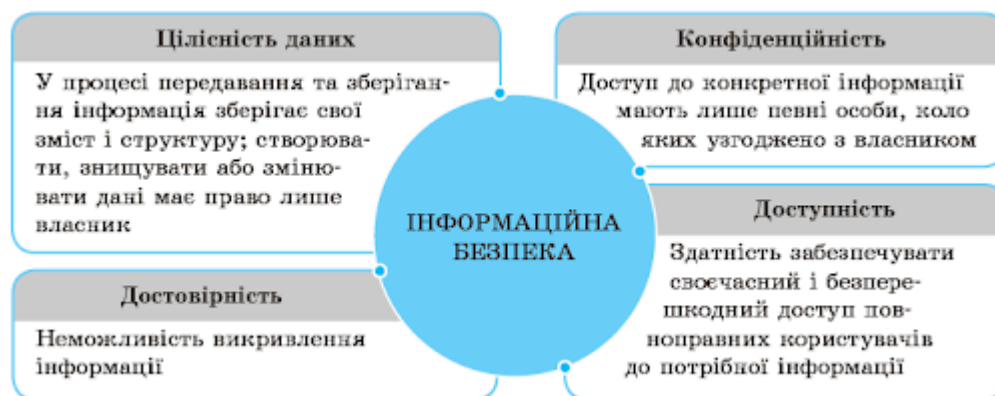 Цілісність даних
У процесі передавання та зберіган-
ня інформація зберігає свої
зміст і структуру; створюва-
ти, знищувати або зміню-
вати дані має право лише
власник
Конфіденційність
Доступ до конкретної інформації
мають лише певні особи, коло
яких узгоджено з власником
ІНФОРМАЦІЙНА
БЕЗПЕКА
Достовірність
Неможливість викривлення
інформації
Доступність
Здатність забезпечувати
своєчасний і безпере-
шкодний доступ пов-
ноправних користувачів
до потрібної інформації